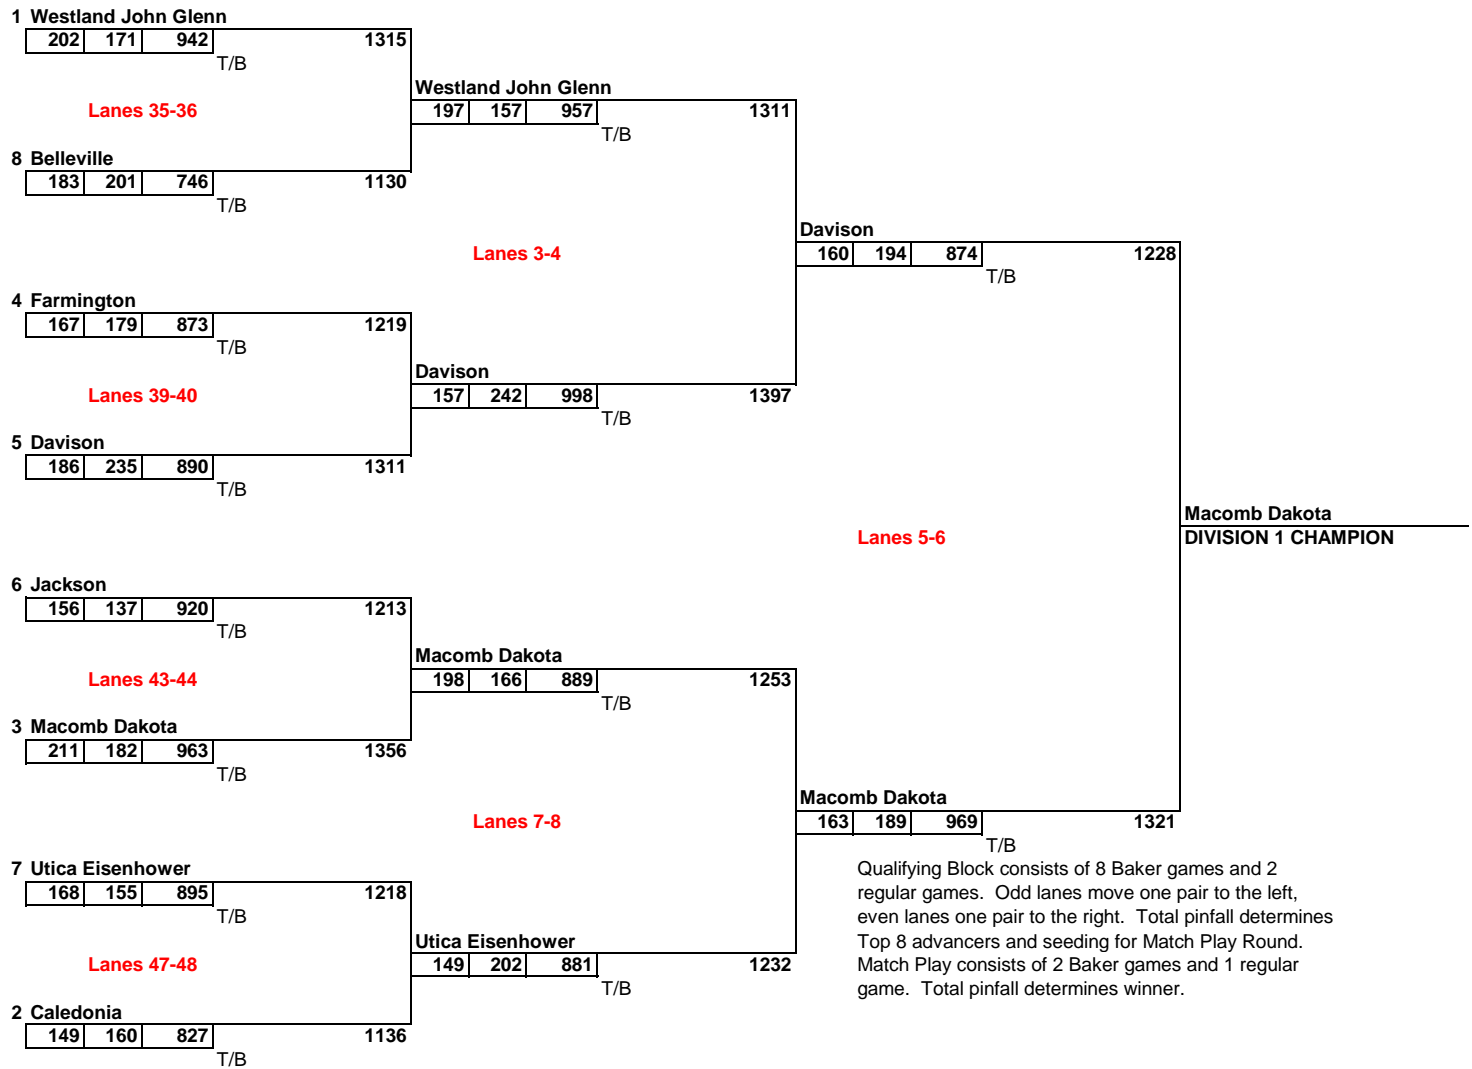 1 Westland John Glenn
202 171 942 1315
T/B
Westland John Glenn
Lanes 35-36
197 157 957 1311
T/B
8 Belleville
183 201 746 1130
T/B
Davison
Lanes 3-4
160 194 874 1228
T/B
4 Farmington
167 179 873 1219
T/B
Davison
Lanes 39-40
157 242 998 1397
T/B
5 Davison
186 235 890 1311
T/B
Macomb Dakota
Lanes 5-6
DIVISION 1 CHAMPION
6 Jackson
156 137 920 1213
T/B
Macomb Dakota
Lanes 43-44
198 166 889 1253
T/B
3 Macomb Dakota
211 182 963 1356
T/B
Macomb Dakota
Lanes 7-8
163 189 969 1321
T/B
7 Utica Eisenhower
168 155 895 1218
T/B
Utica Eisenhower
Lanes 47-48
149 202 881 1232
T/B
2 Caledonia
149 160 827 1136
T/B
Qualifying Block consists of 8 Baker games and 2
regular games. Odd lanes move one pair to the left,
even lanes one pair to the right. Total pinfall determines
Top 8 advancers and seeding for Match Play Round.
Match Play consists of 2 Baker games and 1 regular
game. Total pinfall determines winner.